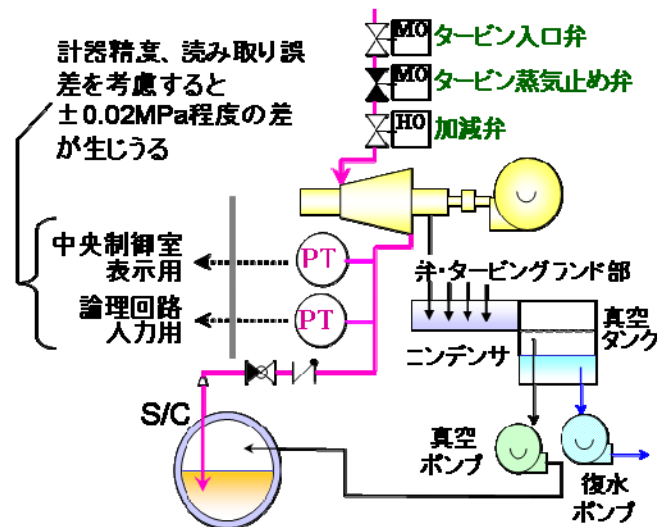 計器精度、読み取り誤
差を考慮すると
±0.02MPa程度の差
が生じうる
MO タービン入口弁
MO タービン蒸気止め弁
HO 加減弁
中央制御室
表示用
PT
論理回路
入力用
PT
弁・タービングランド部
真空
タンク
コンデンサ
S/C
真空
ポンプ
復水
ポンプ